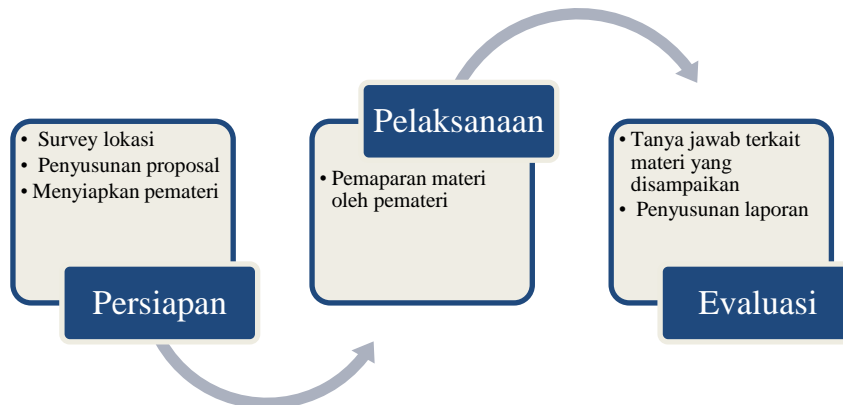 • Survey lokasi
• Penyusunan proposal
• Menyiapkan pemateri
Persiapan
Pelaksanaan
• Pemaparan materi
oleh pemateri
• Tanya jawab terkait
materi yang
disampaikan
• Penyusunan laporan
Evaluasi